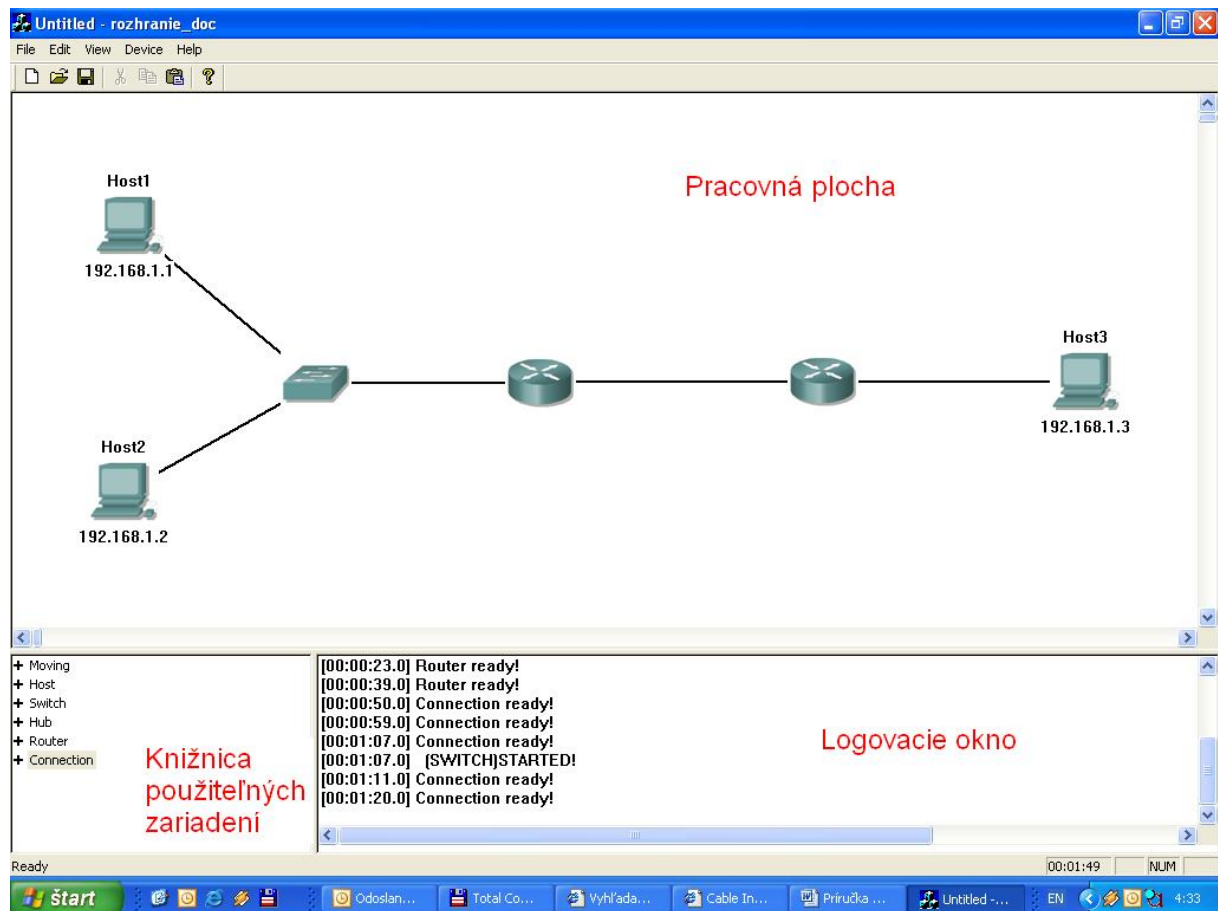 Untitled - rozhranie_doc
File Edit View Device Help
Pracovná plocha
Host1
192.168.1.1
Host3
192.168.1.3
Host2
192.168.1.2
+ Moving
+ Host
+ Switch
+ Hub
+ Router
+ Connection
Knižnica
použiteľných
zariadení
[00:00:23.0] Router ready!
[00:00:39.0] Router ready!
[00:00:50.0] Connection ready!
[00:00:59.0] Connection ready!
[00:01:07.0] Connection ready!
[00:01:07.0] (SWITCH)STARTED!
[00:01:11.0] Connection ready!
[00:01:20.0] Connection ready!
Logovacie okno
Ready
00:01:49 NUM
štart Odoslan... Total Co... Vyhľada... Cable In... Príručka ... Untitled -... EN 4:33